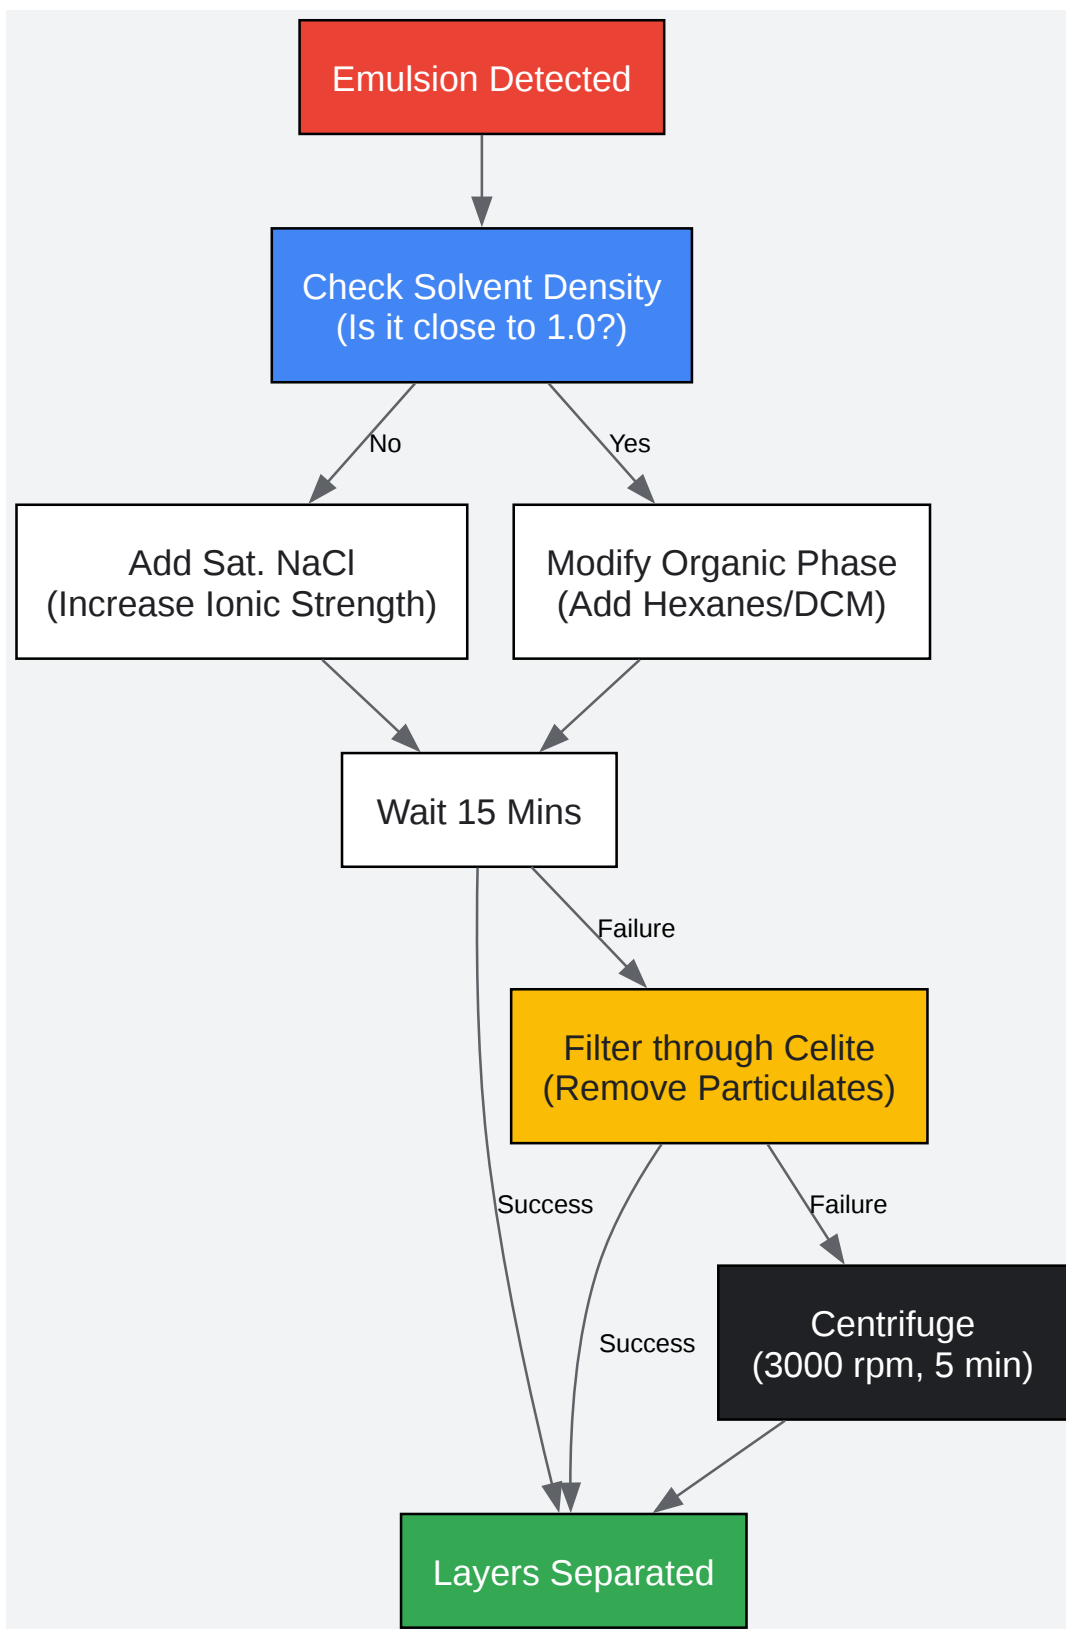 Emulsion Detected
Check Solvent Density
(Is it close to 1.0?)
No
Yes
Add Sat. NaCl
(Increase Ionic Strength)
Modify Organic Phase
(Add Hexanes/DCM)
Wait 15 Mins
Failure
Filter through Celite
(Remove Particulates)
Success
Failure
Centrifuge
(3000 rpm, 5 min)
Success
Layers Separated